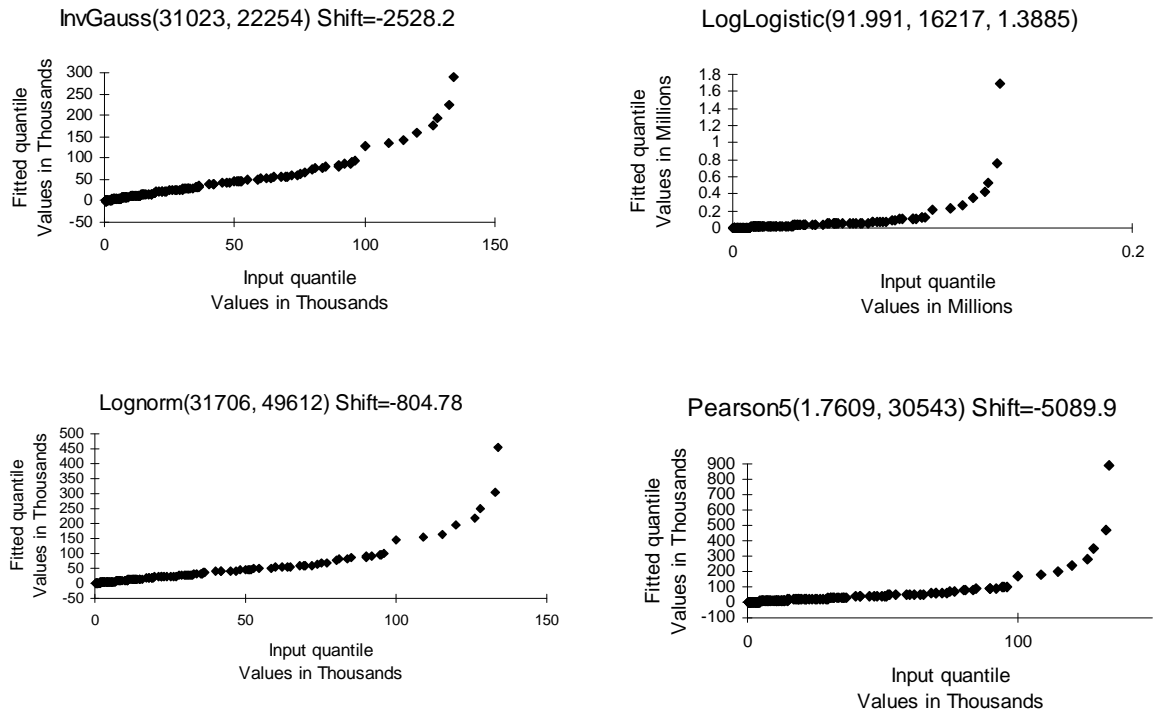 InvGauss(31023, 22254) Shift=-2528.2
Fitted quantile
Values in Thousands
300
250
200
150
100
50
0
-50
0 50 100 150
Input quantile
Values in Thousands
LogLogistic(91.991, 16217, 1.3885)
Fitted quantile
Values in Millions
1.8
1.6
1.4
1.2
1
0.8
0.6
0.4
0.2
0
0 0.2
Input quantile
Values in Millions
Lognorm(31706, 49612) Shift=-804.78
Fitted quantile
Values in Thousands
500
450
400
350
300
250
200
150
100
50
0
-50
0 50 100 150
Input quantile
Values in Thousands
Pearson5(1.7609, 30543) Shift=-5089.9
Fitted quantile
Values in Thousands
900
800
700
600
500
400
300
200
100
0
-100
0 100
Input quantile
Values in Thousands